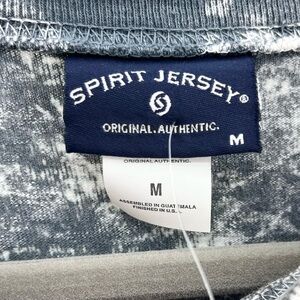 SPIRIT JERSEY®
ORIGINAL.AUTHENTIC.
M
ORIGINAL.AUTHENTIC.
M
ASSEMBLED IN GUATEMALA
FINISHED IN U.S.